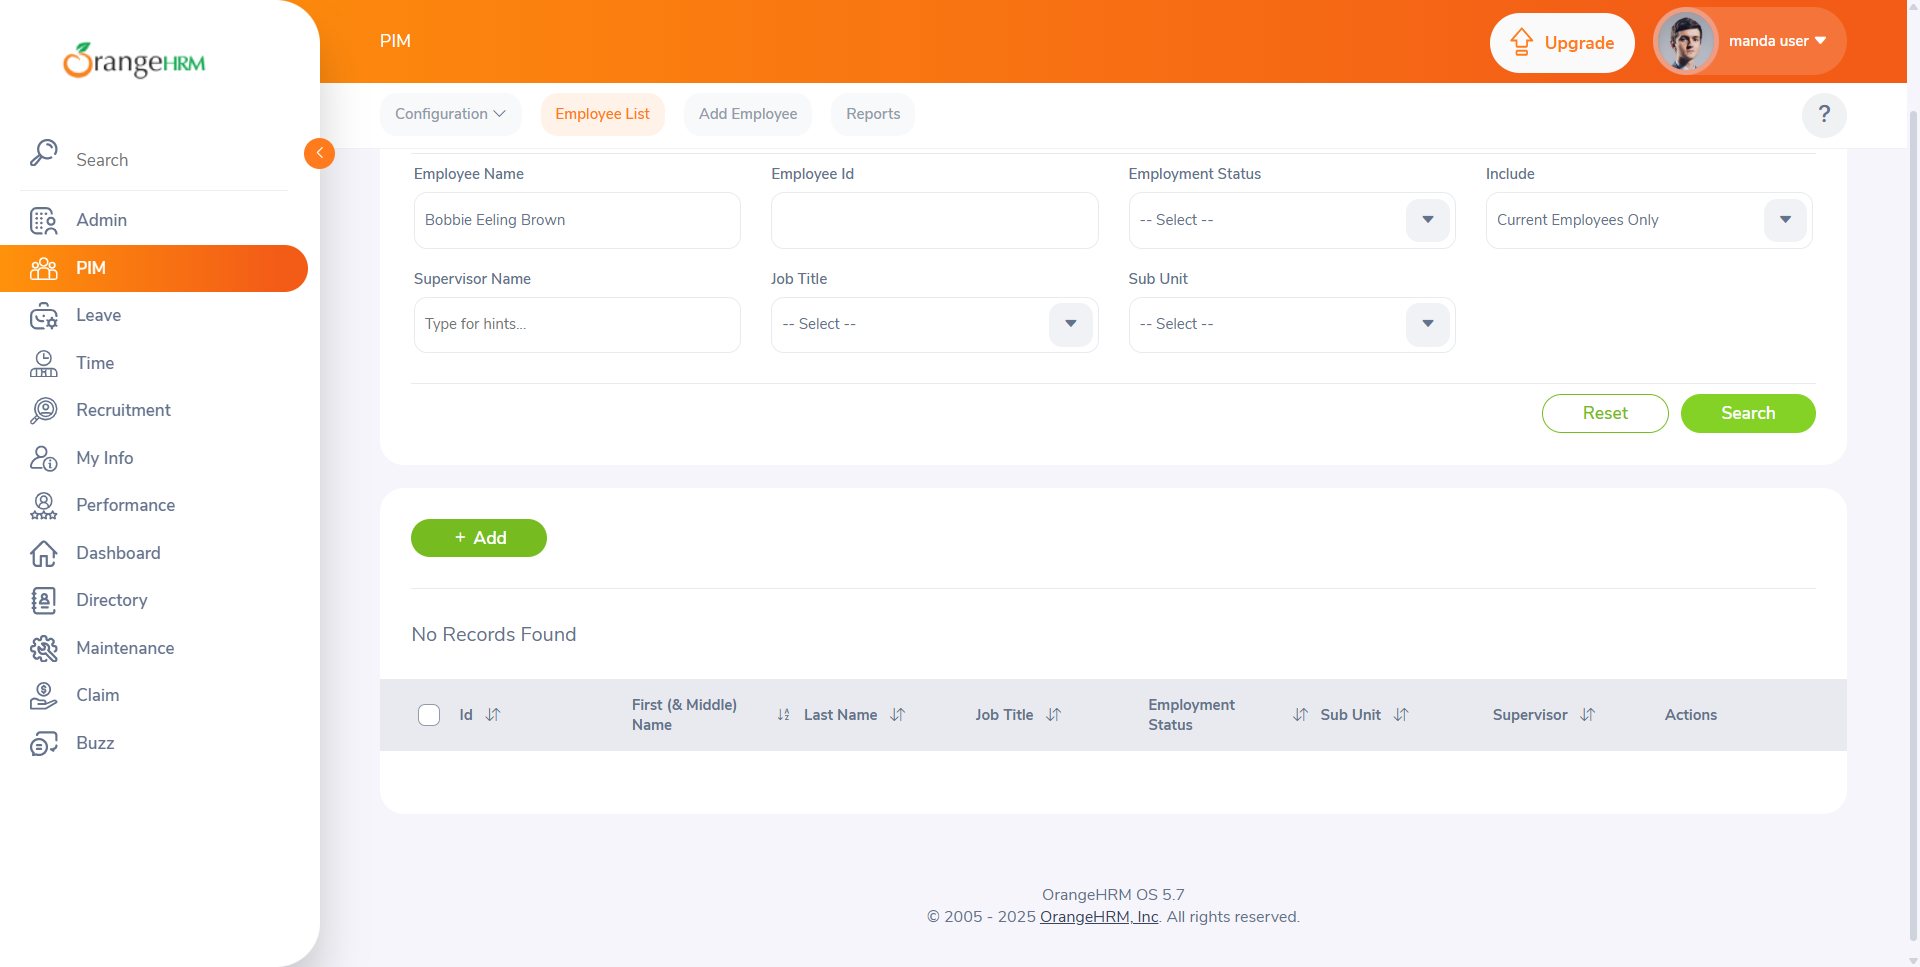 OrangeHRM
PIM
Upgrade
manda user
Configuration
Employee List
Add Employee
Reports
?
Search
Admin
PIM
Leave
Time
Recruitment
My Info
Performance
Dashboard
Directory
Maintenance
Claim
Buzz
Employee Name
Employee Id
Employment Status
Include
Bobbie Eeling Brown
-- Select --
Current Employees Only
Supervisor Name
Job Title
Sub Unit
Type for hints...
-- Select --
-- Select --
Reset
Search
+ Add
No Records Found
Id
First (& Middle)
Name
Last Name
Job Title
Employment
Status
Sub Unit
Supervisor
Actions
OrangeHRM OS 5.7
© 2005 - 2025 OrangeHRM, Inc. All rights reserved.